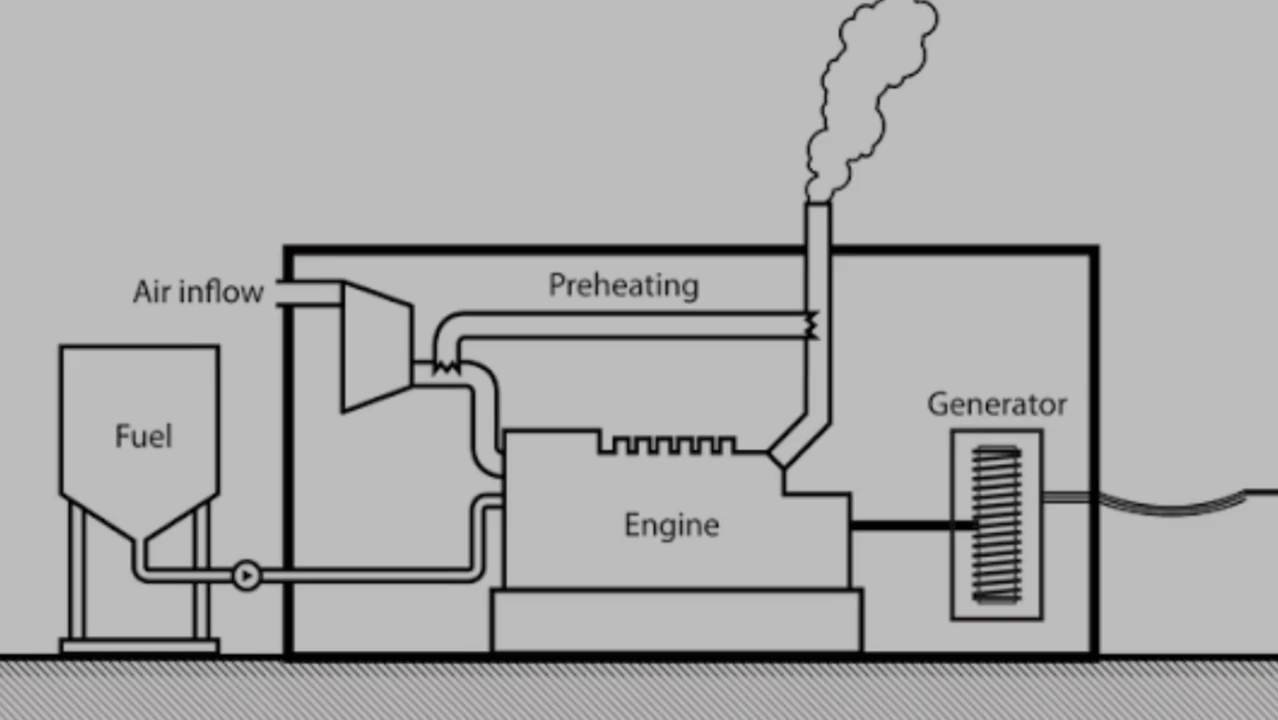 Preheating
Air inflow
Generator
Fuel
Engine